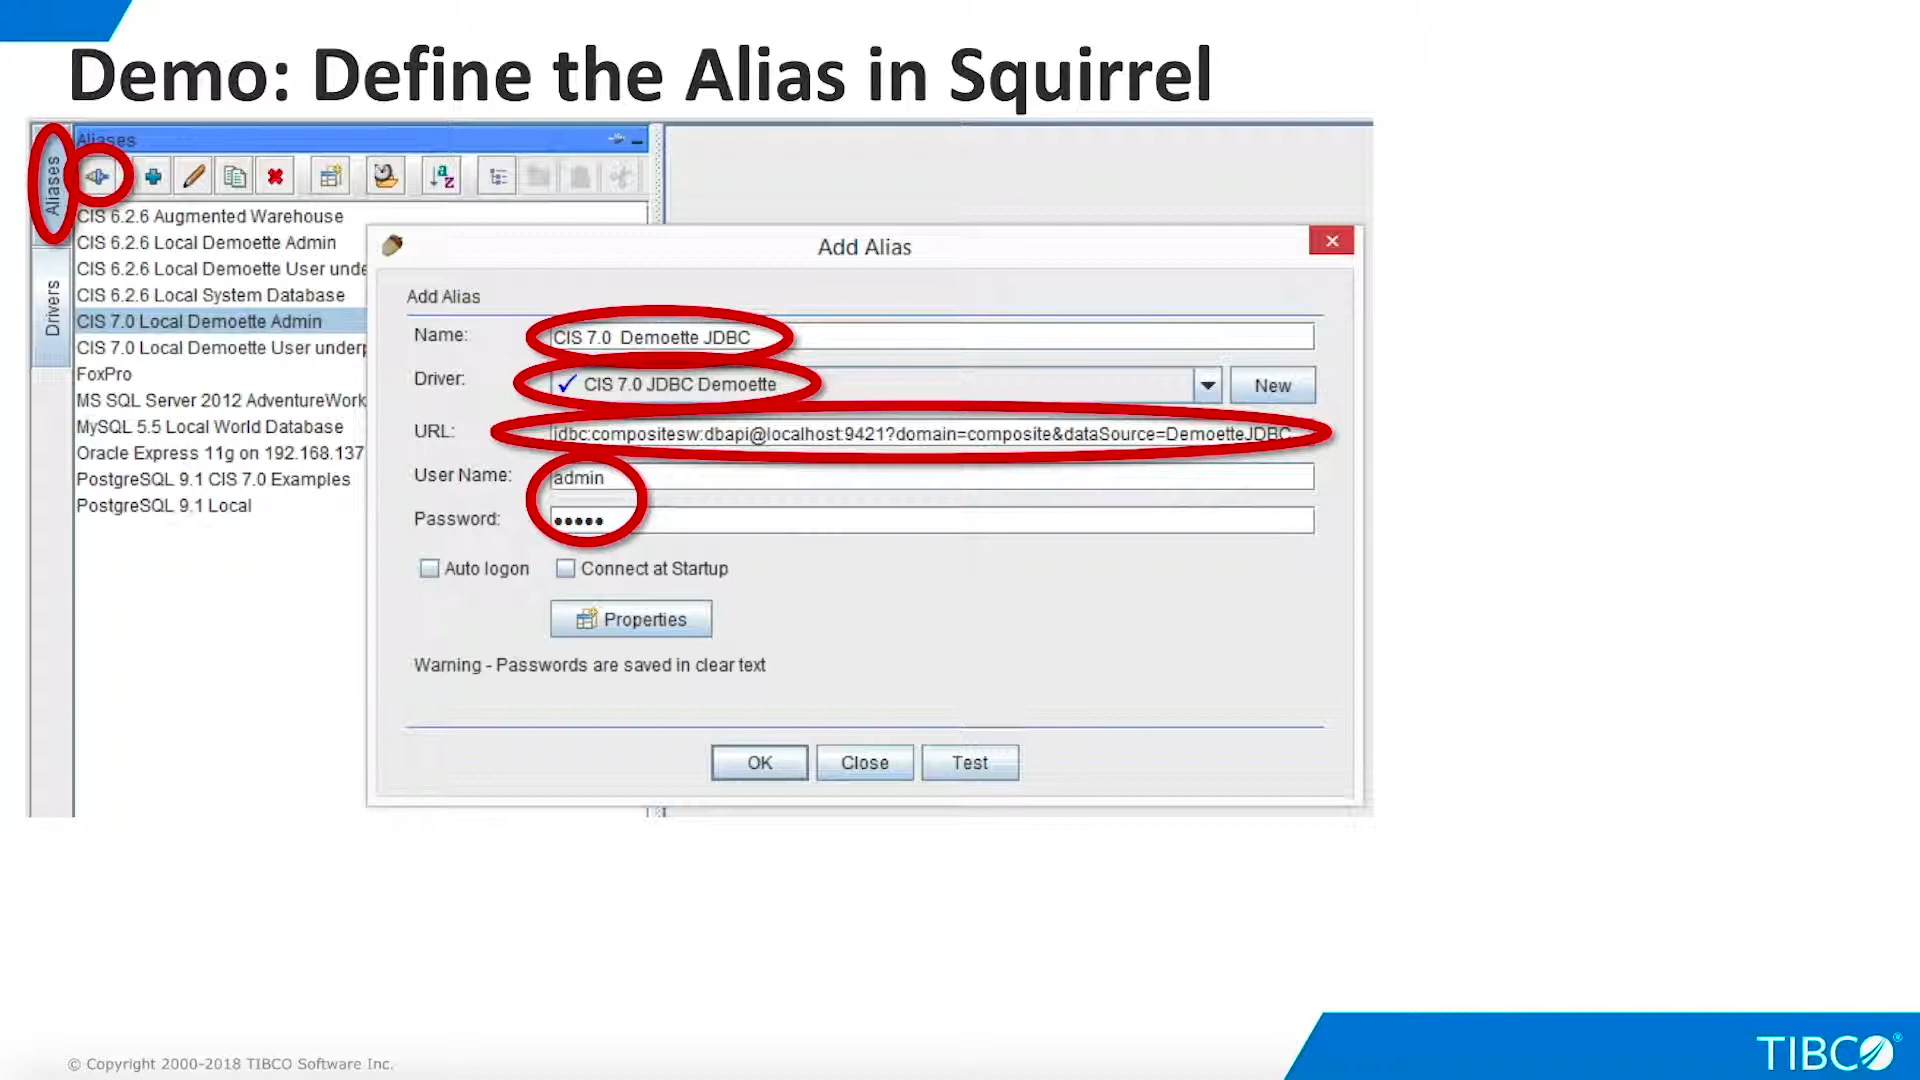 Demo: Define the Alias in Squirrel
Aliases
Aliases
Drivers
CIS 6.2.6 Augmented Warehouse
CIS 6.2.6 Local Demoette Admin
CIS 6.2.6 Local Demoette User unde
CIS 6.2.6 Local System Database
CIS 7.0 Local Demoette Admin
CIS 7.0 Local Demoette User underp
FoxPro
MS SQL Server 2012 AdventureWork
MySQL 5.5 Local World Database
Oracle Express 11g on 192.168.137
PostgreSQL 9.1 CIS 7.0 Examples
PostgreSQL 9.1 Local
Add Alias
Add Alias
Name: CIS 7.0 Demoette JDBC
Driver: CIS 7.0 JDBC Demoette New
URL: jdbc:compositesw:dbapi@localhost:9421?domain=composite&dataSource=DemoetteJDBC
User Name: admin
Password: •••••
Auto logon Connect at Startup
Properties
Warning - Passwords are saved in clear text
OK Close Test
© Copyright 2000-2018 TIBCO Software Inc.
TIBCO®